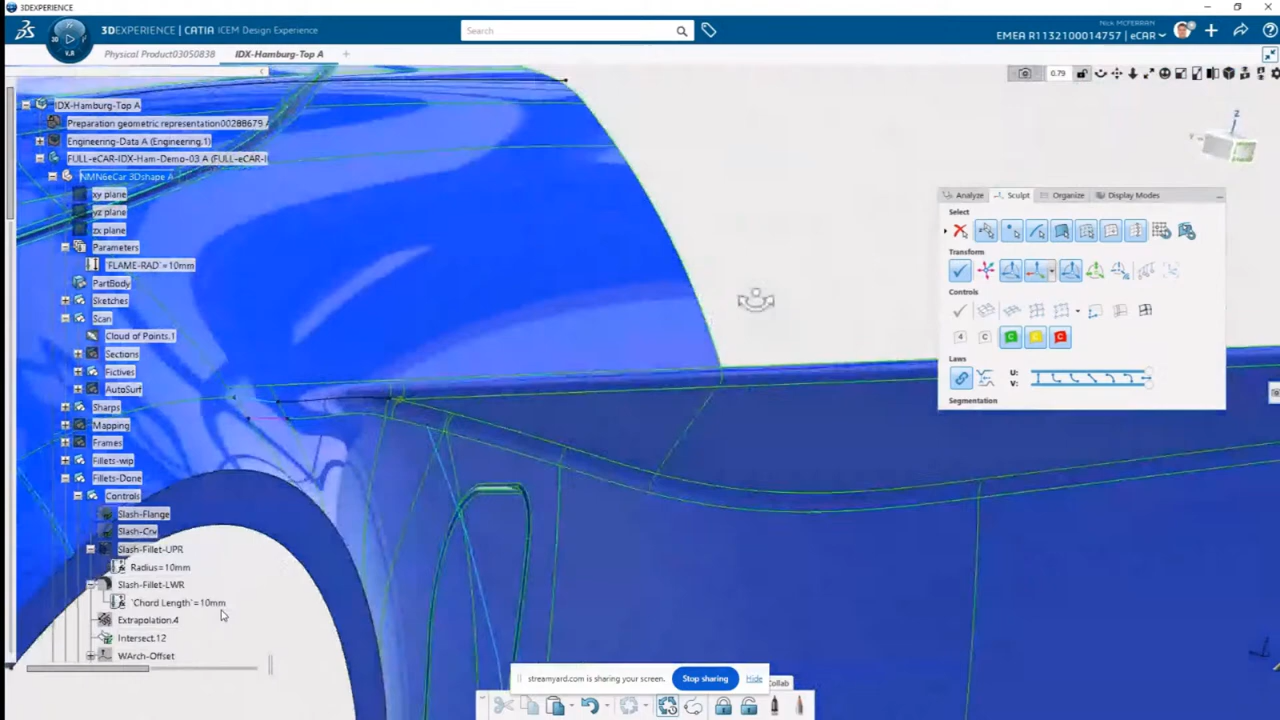 3DEXPERIENCE
3DEXPERIENCE | CATIA ICEM Design Experience
Search
Nick McFERRAN
EMEA R1132100014757 | eCAR
3D
V.R
Physical Product03050838
IDX-Hamburg-Top A
0.79
IDX-Hamburg-Top A
Preparation geometric representation00288679 A
Engineering-Data A (Engineering.1)
FULL-eCAR-IDX-Ham-Demo-03 A (FULL-eCAR-I
NMN6eCar 3Dshape A
xy plane
yz plane
zx plane
Parameters
`FLAME-RAD`=10mm
PartBody
Sketches
Scan
Cloud of Points.1
Sections
Fictives
AutoSurf
Sharps
Mapping
Frames
Fillets-wip
Fillets-Done
Controls
Slash-Flange
Slash-Crv
Slash-Fillet-UPR
Radius=10mm
Slash-Fillet-LWR
`Chord Length`=10mm
Extrapolation.4
Intersect.12
WArch-Offset
Z
Analyze
Sculpt
Organize
Display Modes
Select
Transform
Controls
4
C
C
C
C
Laws
U:
V:
Segmentation
streamyard.com is sharing your screen.
Stop sharing
Hide
Collab